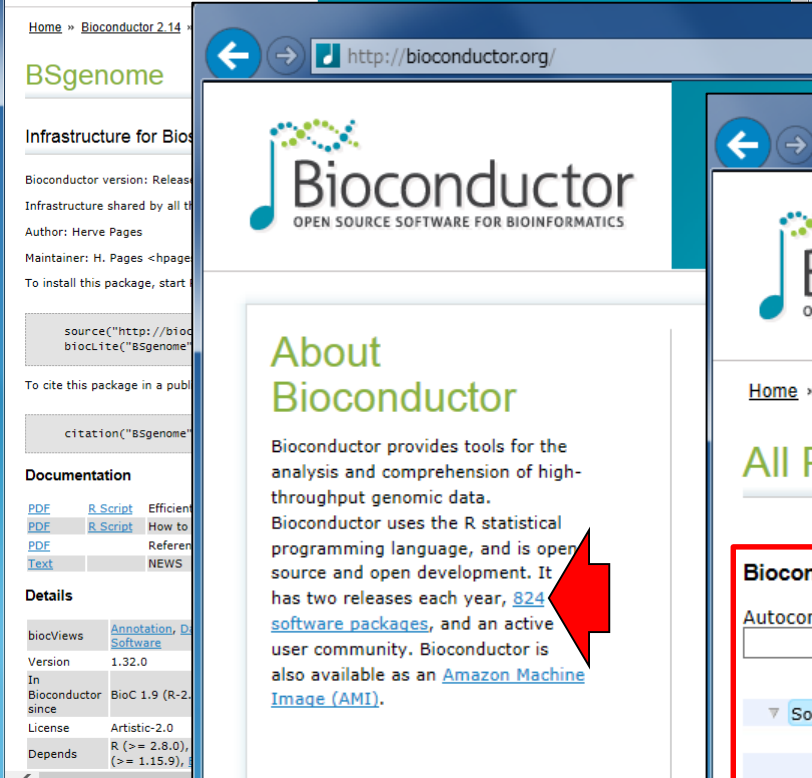 Home » Bioconductor 2.14 »
BSgenome
Infrastructure for Bios
Bioconductor version: Release
Infrastructure shared by all th
Author: Herve Pages
Maintainer: H. Pages <hpage
To install this package, start
source("http://bioc
biocLite("BSgenome"
To cite this package in a publ
citation("BSgenome"
Documentation
PDF R Script Efficient
PDF R Script How to
PDF Referen
Text NEWS
Details
biocViews Annotation, Da
Software
Version 1.32.0
In
Bioconductor BioC 1.9 (R-2.
since
License Artistic-2.0
Depends R (>= 2.8.0),
(>= 1.15.9),
http://bioconductor.org/
Bioconductor
OPEN SOURCE SOFTWARE FOR BIOINFORMATICS
About
Bioconductor
Bioconductor provides tools for the
analysis and comprehension of high-
throughput genomic data.
Bioconductor uses the R statistical
programming language, and is open
source and open development. It
has two releases each year, 824
software packages, and an active
user community. Bioconductor is
also available as an Amazon Machine
Image (AMI).
Home »
All
Biocon
Autocon
So